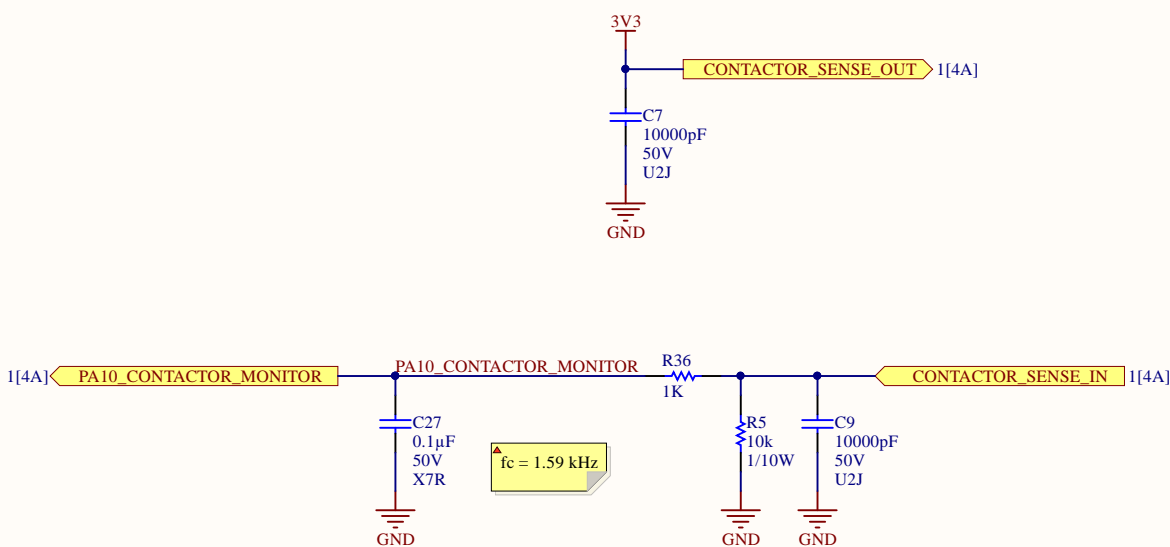 3V3
CONTACTOR_SENSE_OUT 1[4A]
C7
10000pF
50V
U2J
GND
1[4A] PA10_CONTACTOR_MONITOR
PA10_CONTACTOR_MONITOR
R36
1K
CONTACTOR_SENSE_IN 1[4A]
C27
0.1µF
50V
X7R
GND
fc = 1.59 kHz
R5
10k
1/10W
GND
C9
10000pF
50V
U2J
GND